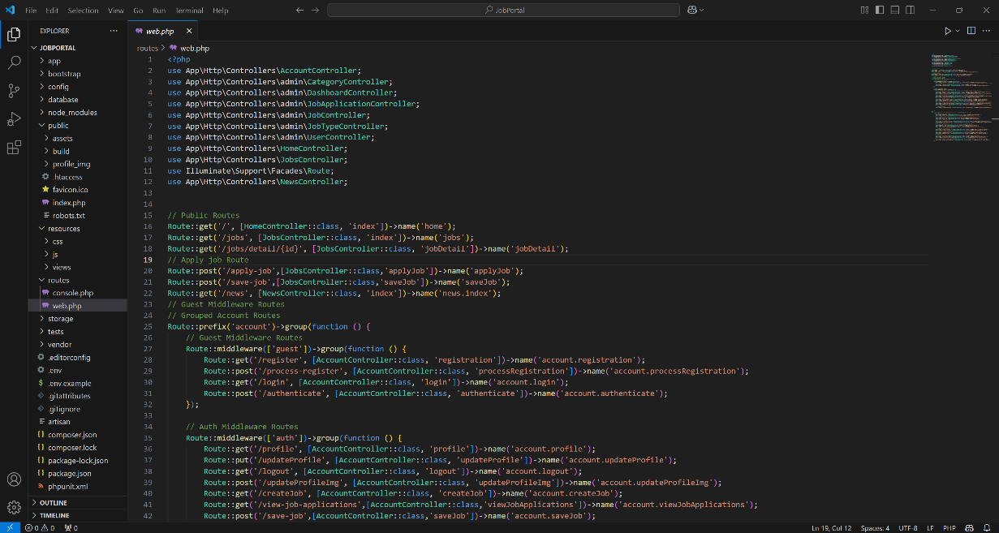 File Edit Selection View Go Run Terminal Help
JobPortal
EXPLORER
JOBPORTAL
app
bootstrap
config
database
node_modules
public
assets
build
profile_img
.htaccess
favicon.ico
index.php
robots.txt
resources
css
js
views
routes
console.php
web.php
storage
tests
vendor
.editorconfig
.env
.env.example
.gitattributes
.gitignore
artisan
composer.json
composer.lock
package-lock.json
package.json
phpunit.xml
OUTLINE
TIMELINE
web.php
routes > web.php
1 <?php
2 use App\Http\Controllers\AccountController;
3 use App\Http\Controllers\admin\CategoryController;
4 use App\Http\Controllers\admin\DashboardController;
5 use App\Http\Controllers\admin\JobApplicationController;
6 use App\Http\Controllers\admin\JobController;
7 use App\Http\Controllers\admin\JobTypeController;
8 use App\Http\Controllers\admin\UserController;
9 use App\Http\Controllers\HomeController;
10 use App\Http\Controllers\JobsController;
11 use Illuminate\Support\Facades\Route;
12 use App\Http\Controllers\NewsController;
13
14
15 // Public Routes
16 Route::get('/', [HomeController::class, 'index'])->name('home');
17 Route::get('/jobs', [JobsController::class, 'index'])->name('jobs');
18 Route::get('/jobs/detail/{id}', [JobsController::class, 'jobDetail'])->name('jobDetail');
19 // Apply job Route
20 Route::post('/apply-job',[JobsController::class,'applyJob'])->name('applyJob');
21 Route::post('/save-job',[JobsController::class,'saveJob'])->name('saveJob');
22 Route::get('/news', [NewsController::class, 'index'])->name('news.index');
23 // Guest Middleware Routes
24 // Grouped Account Routes
25 Route::prefix('account')->group(function () {
26 // Guest Middleware Routes
27 Route::middleware(['guest'])->group(function () {
28 Route::get('/register', [AccountController::class, 'registration'])->name('account.registration');
29 Route::post('/process-register', [AccountController::class, 'processRegistration'])->name('account.processRegistration');
30 Route::get('/login', [AccountController::class, 'login'])->name('account.login');
31 Route::post('/authenticate', [AccountController::class, 'authenticate'])->name('account.authenticate');
32 });
33
34 // Auth Middleware Routes
35 Route::middleware(['auth'])->group(function () {
36 Route::get('/profile', [AccountController::class, 'profile'])->name('account.profile');
37 Route::put('/updateProfile', [AccountController::class, 'updateProfile'])->name('account.updateProfile');
38 Route::get('/logout', [AccountController::class, 'logout'])->name('account.logout');
39 Route::post('/updateProfileImg', [AccountController::class, 'updateProfileImg'])->name('account.updateProfileImg');
40 Route::get('/createJob', [AccountController::class, 'createJob'])->name('account.createJob');
41 Route::get('/view-job-applications',[AccountController::class,'viewJobApplications'])->name('account.viewJobApplications');
42 Route::post('/save-job',[AccountController::class,'saveJob'])->name('account.saveJob');
0 0 0
Ln 19, Col 12 Spaces: 4 UTF-8 LF PHP